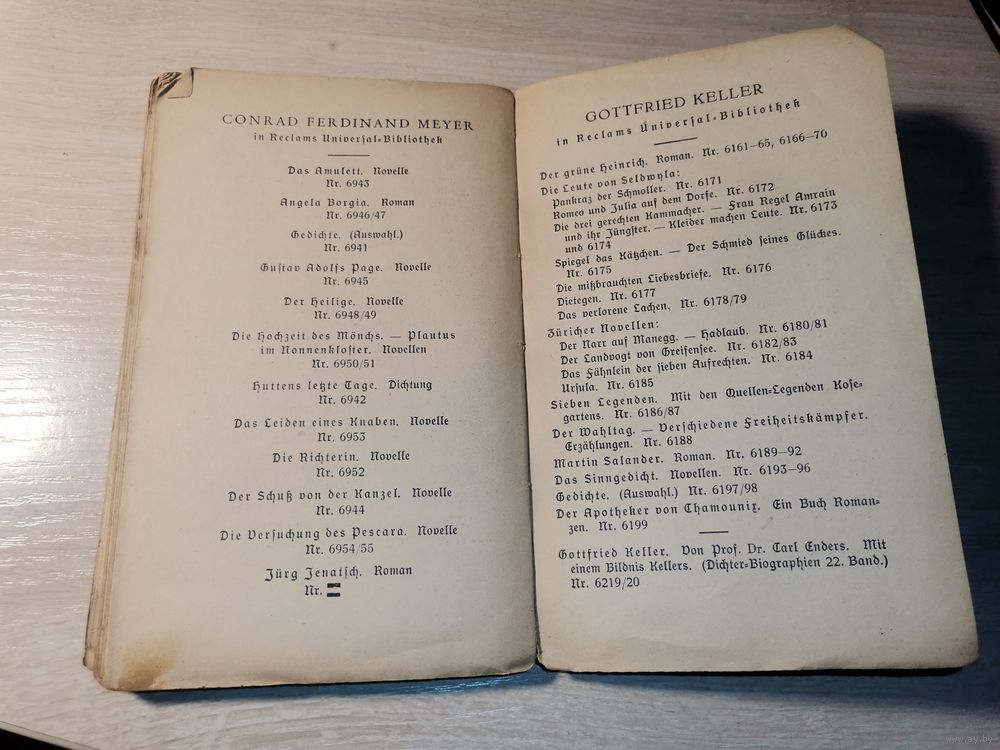 CONRAD FERDINAND MEYER
in Reclams Universal=Bibliothek
Das Amulett. Novelle
Nr. 6943
Angela Borgia. Roman
Nr. 6946/47
Gedichte. (Auswahl.)
Nr. 6941
Gustav Adolfs Page. Novelle
Nr. 6945
Der Heilige. Novelle
Nr. 6948/49
Die Hochzeit des Mönchs. — Plautus
im Nonnenkloster. Novellen
Nr. 6950/51
Huttens letzte Tage. Dichtung
Nr. 6942
Das Leiden eines Knaben. Novelle
Nr. 6953
Die Richterin. Novelle
Nr. 6952
Der Schuß von der Kanzel. Novelle
Nr. 6944
Die Versuchung des Pescara. Novelle
Nr. 6954/55
Jürg Jenatsch. Roman
Nr.
GOTTFRIED KELLER
in Reclams Universal=Bibliothek
Der grüne Heinrich. Roman. Nr. 6161—65, 6166—70
Die Leute von Seldwyla:
Pankraz der Schmoller. Nr. 6171
Romeo und Julia auf dem Dorfe. Nr. 6172
Die drei gerechten Kammacher. — Frau Regel Amrain
und ihr Jüngster. — Kleider machen Leute. Nr. 6173
und 6174
Spiegel das Kätzchen. — Der Schmied seines Glückes.
Nr. 6175
Die mißbrauchten Liebesbriefe. Nr. 6176
Dietegen. Nr. 6177
Das verlorene Lachen. Nr. 6178/79
Züricher Novellen:
Der Narr auf Manegg. — Hadlaub. Nr. 6180/81
Der Landvogt von Greifensee. Nr. 6182/83
Das Fähnlein der sieben Aufrechten. Nr. 6184
Ursula. Nr. 6185
Sieben Legenden. Mit den Quellen=Legenden Kose=
gartens. Nr. 6186/87
Der Wahltag. — Verschiedene Freiheitskämpfer.
Erzählungen. Nr. 6188
Martin Salander. Roman. Nr. 6189—92
Das Sinngedicht. Novellen. Nr. 6193—96
Gedichte. (Auswahl.) Nr. 6197/98
Der Apotheker von Chamounix. Ein Buch Roman=
zen. Nr. 6199
Gottfried Keller. Von Prof. Dr. Carl Enders. Mit
einem Bildnis Kellers. (Dichter=Biographien 22. Band.)
Nr. 6219/20
www.ay.by